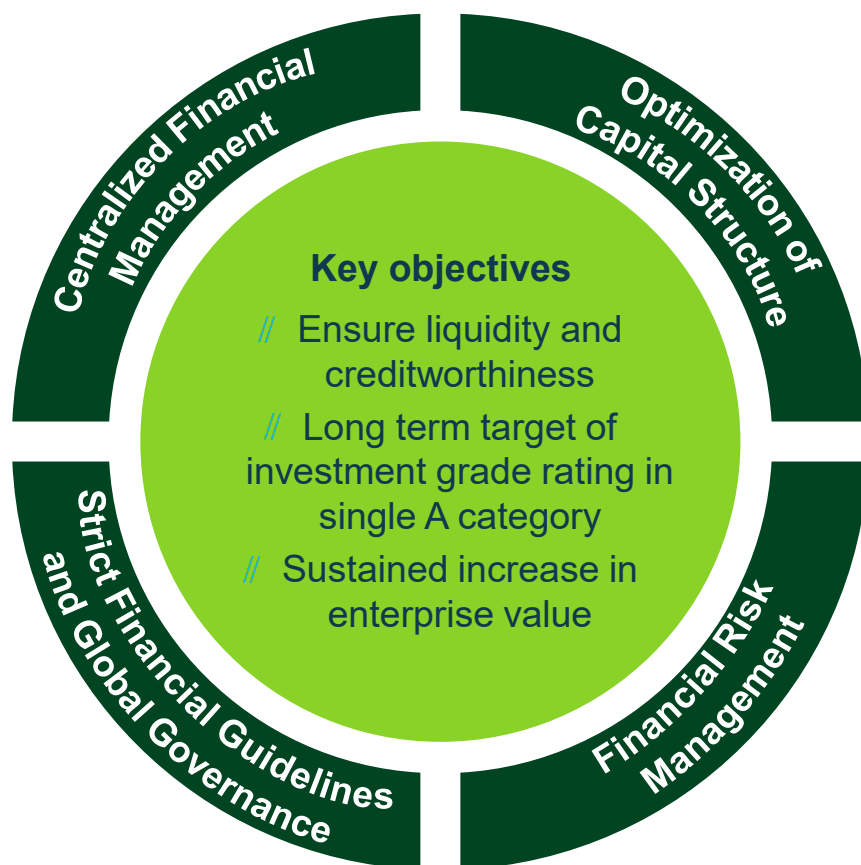 Centralized Financial
Management
Optimization of
Capital Structure
Key objectives
// Ensure liquidity and
creditworthiness
// Long term target of
investment grade rating in
single A category
// Sustained increase in
enterprise value
Strict Financial Guidelines
and Global Governance
Financial Risk
Management